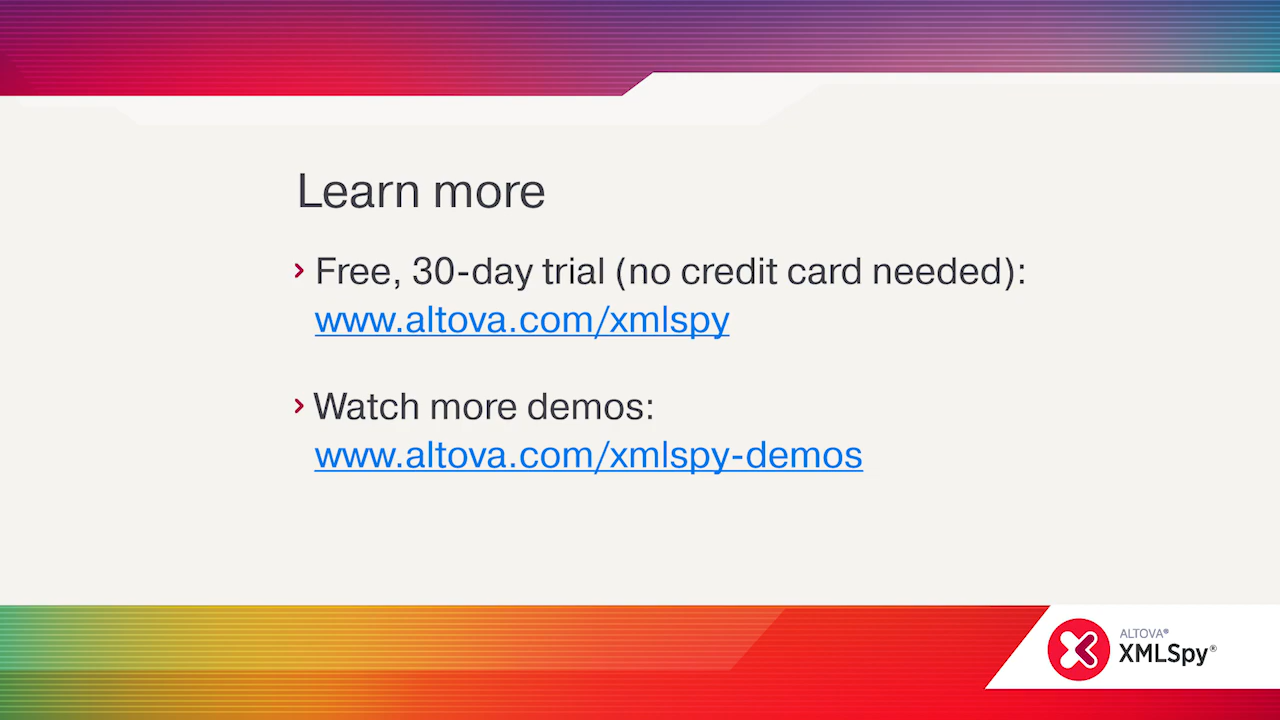 Learn more
› Free, 30-day trial (no credit card needed):
www.altova.com/xmlspy
› Watch more demos:
www.altova.com/xmlspy-demos
ALTOVA®
XMLSpy®